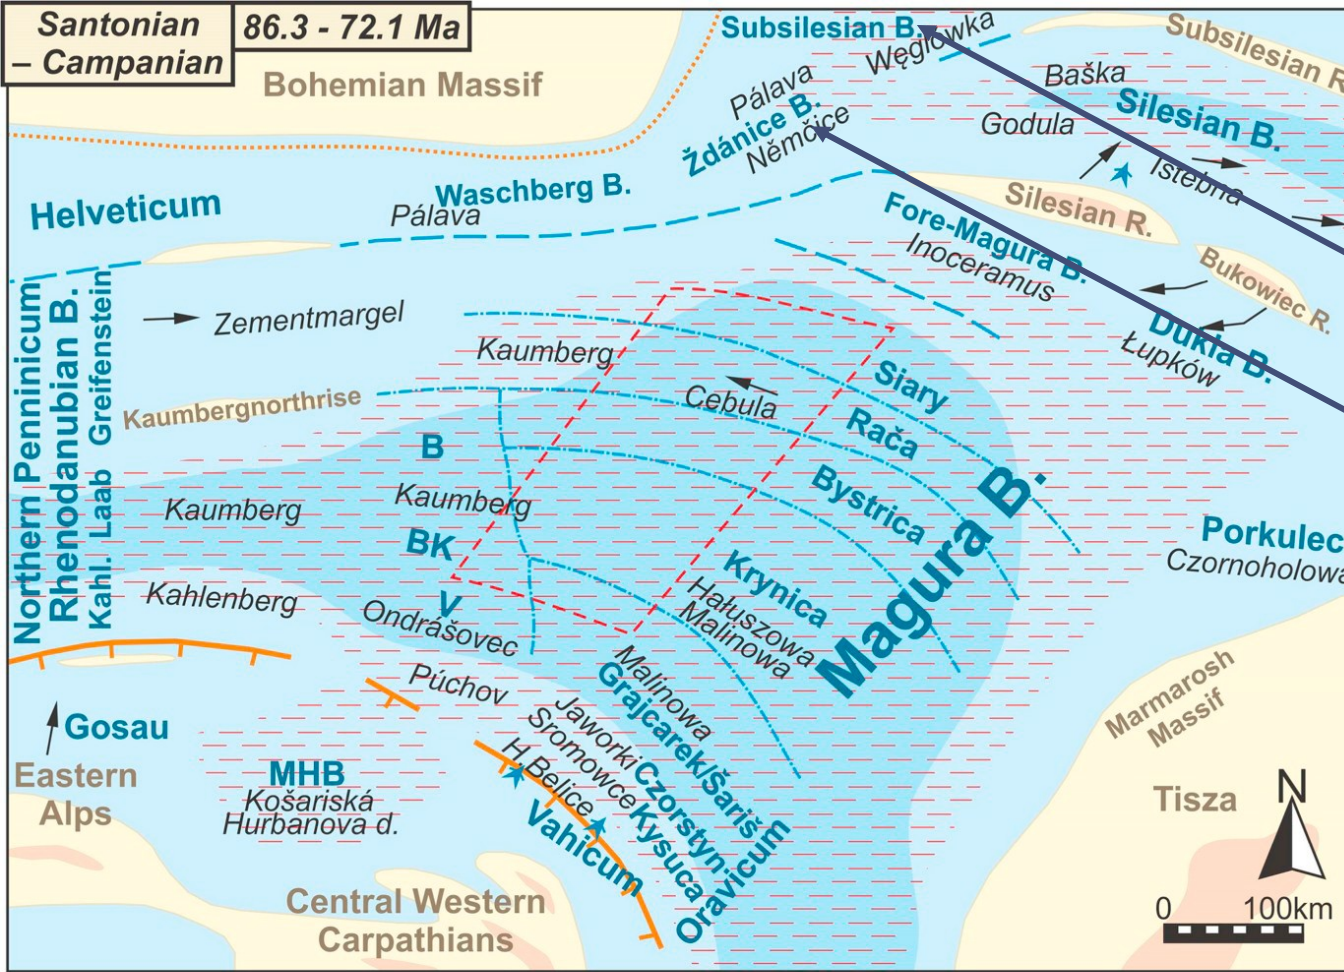 Santonian
– Campanian
86.3 - 72.1 Ma
Bohemian Massif
Subsilesian B.
Węglówka
Subsilesian R
Baška
Silesian B.
Godula
Pálava
Ždánice B.
Němčice
Istebna
Silesian R.
Waschberg B.
Pálava
Helveticum
Fore-Magura B.
Inoceramus
Bukowiec R.
Dukla B.
Łupków
Northern Penninicum
Rhenodanubian B.
Kahl. Laab Greifenstein
Zementmargel
Kaumberg
Kaumbergnorthrise
Cebula
Siary
Rača
Bystrica
Krynica
Magura B.
B
Kaumberg
Kaumberg
BK
V
Kahlenberg
Ondrášovec
Hałuszowa
Malinowa
Porkulec
Czornohołowa
Púchov
Malinowa
Grajcarek/Šariš
Jaworki
Sromowce
H.Belice
Czorstyn.
Kysuca
Oravicum
Vahicum
Marmarosh
Massif
Gosau
Eastern
Alps
MHB
Košariská
Hurbanova d.
Central Western
Carpathians
Tisza
N
0 100km